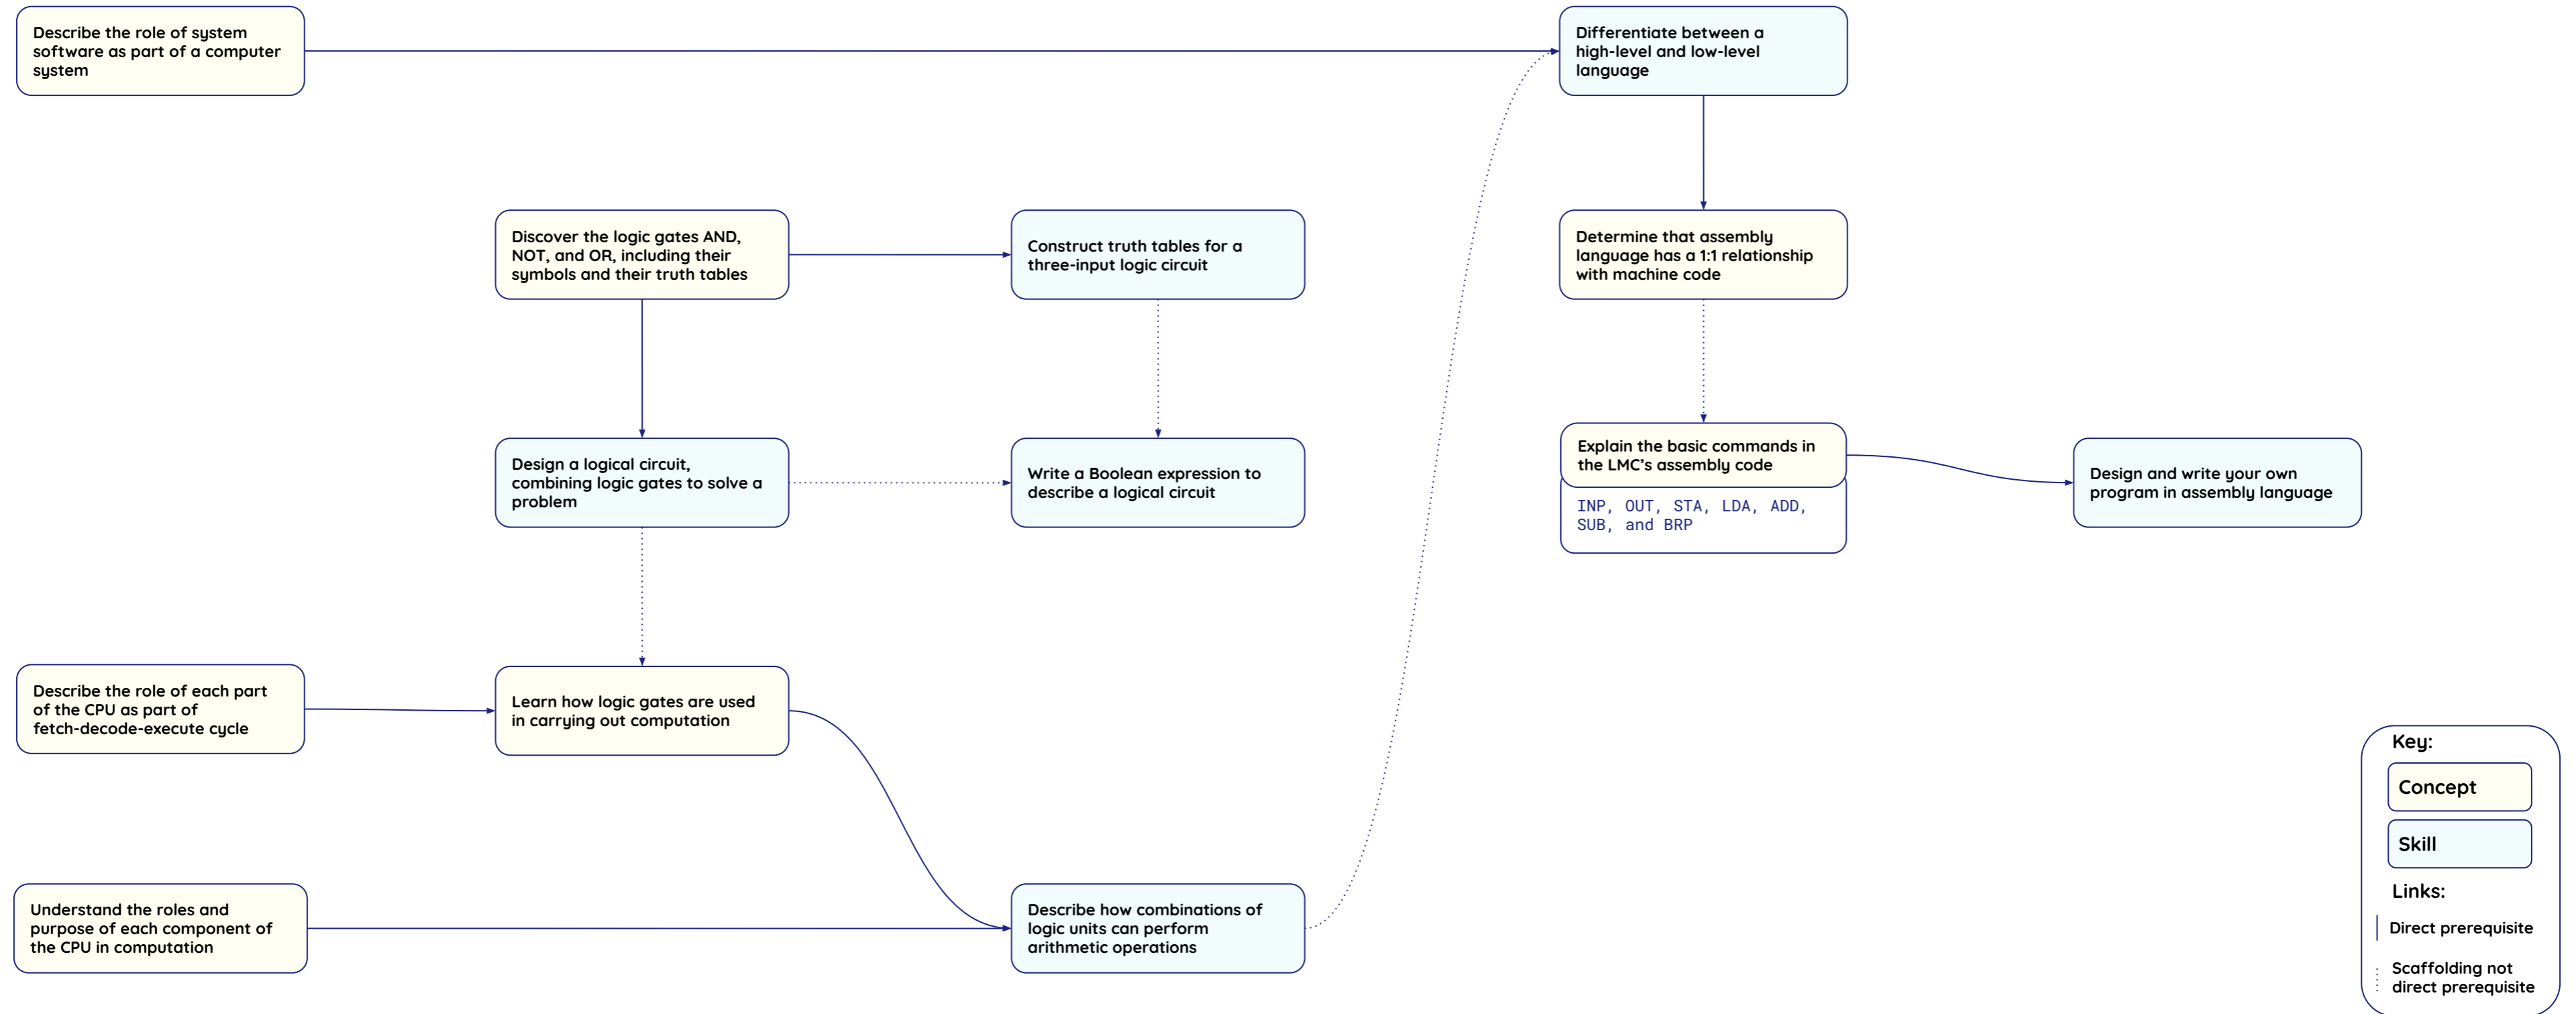 Describe the role of system
software as part of a computer
system
Differentiate between a
high-level and low-level
language
Discover the logic gates AND,
NOT, and OR, including their
symbols and their truth tables
Construct truth tables for a
three-input logic circuit
Determine that assembly
language has a 1:1 relationship
with machine code
Design a logical circuit,
combining logic gates to solve a
problem
Write a Boolean expression to
describe a logical circuit
Explain the basic commands in
the LMC’s assembly code
INP, OUT, STA, LDA, ADD,
SUB, and BRP
Design and write your own
program in assembly language
Describe the role of each part
of the CPU as part of
fetch-decode-execute cycle
Learn how logic gates are used
in carrying out computation
Understand the roles and
purpose of each component of
the CPU in computation
Describe how combinations of
logic units can perform
arithmetic operations
Key:
Concept
Skill
Links:
Direct prerequisite
Scaffolding not
direct prerequisite